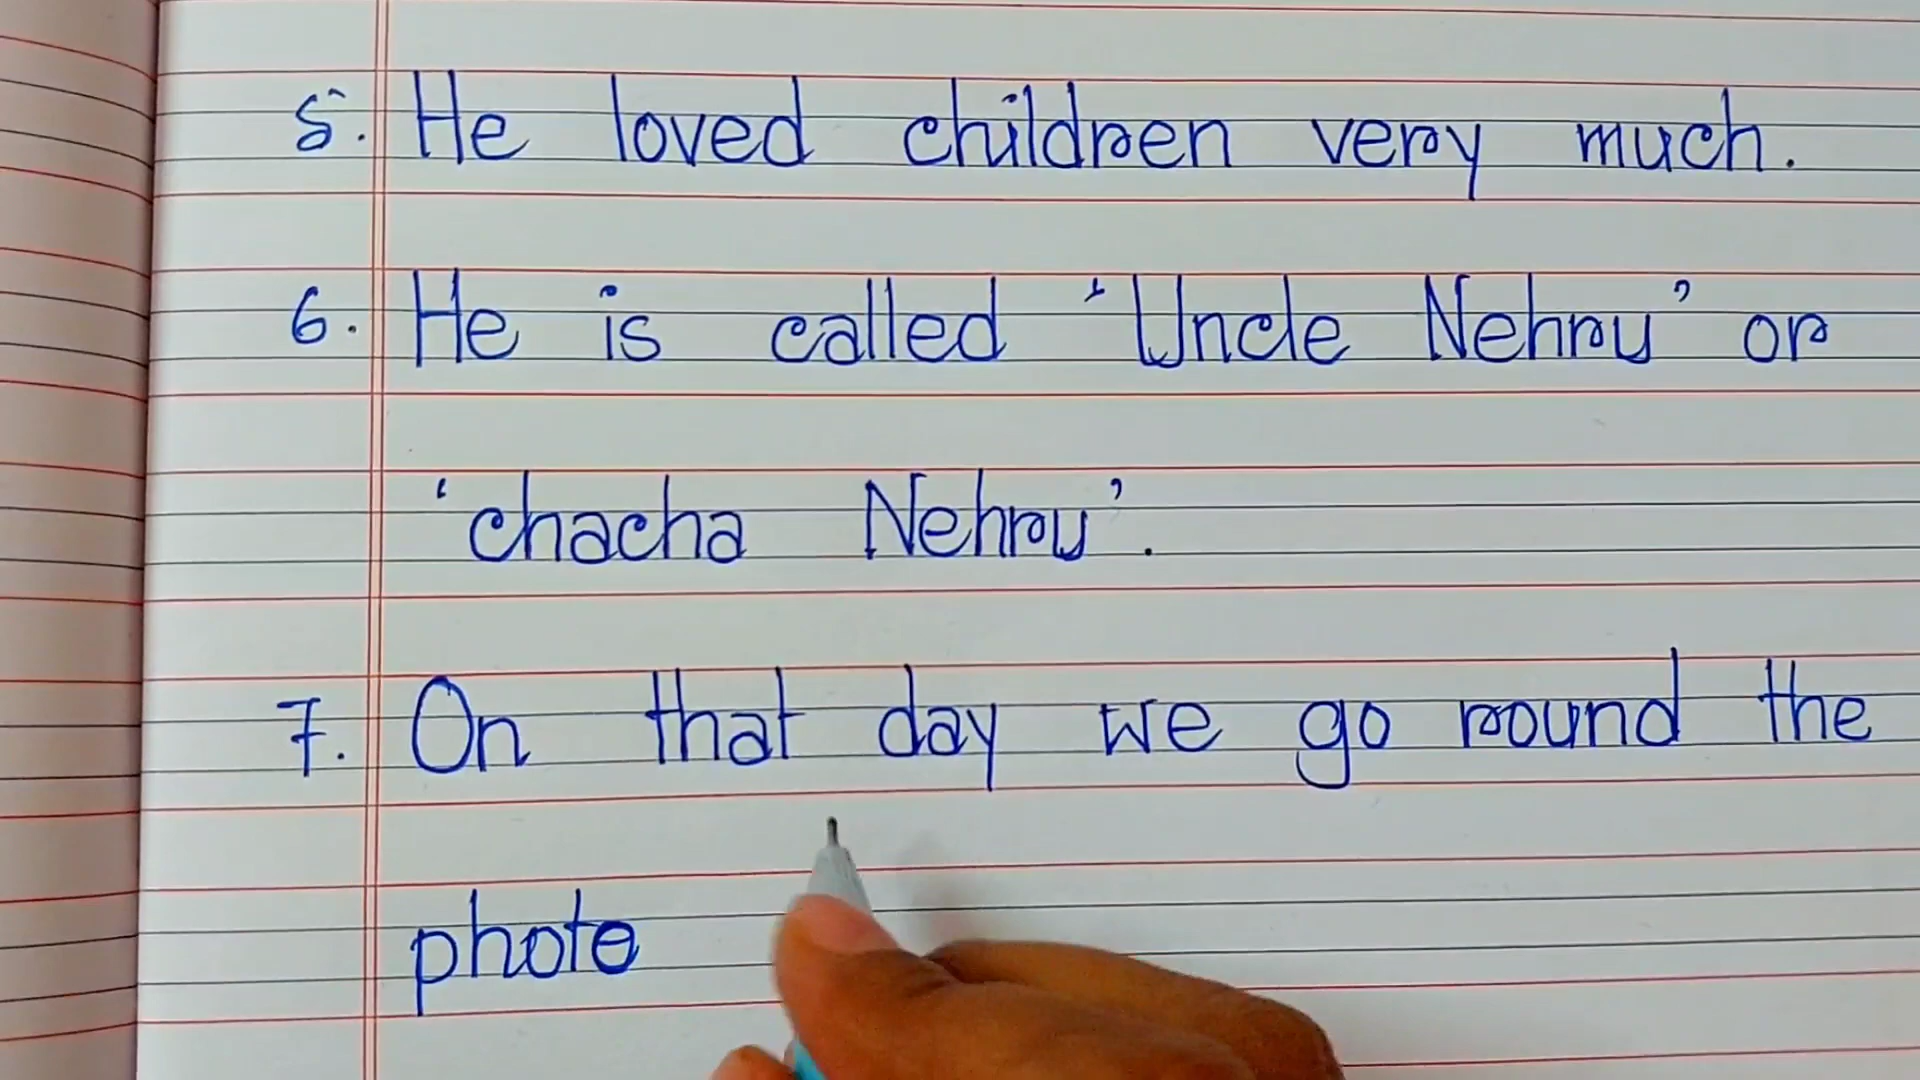 5. He loved children very much.
6. He is called ‘Uncle Nehru’ or
‘chacha Nehru’.
7. On that day we go round the
photo